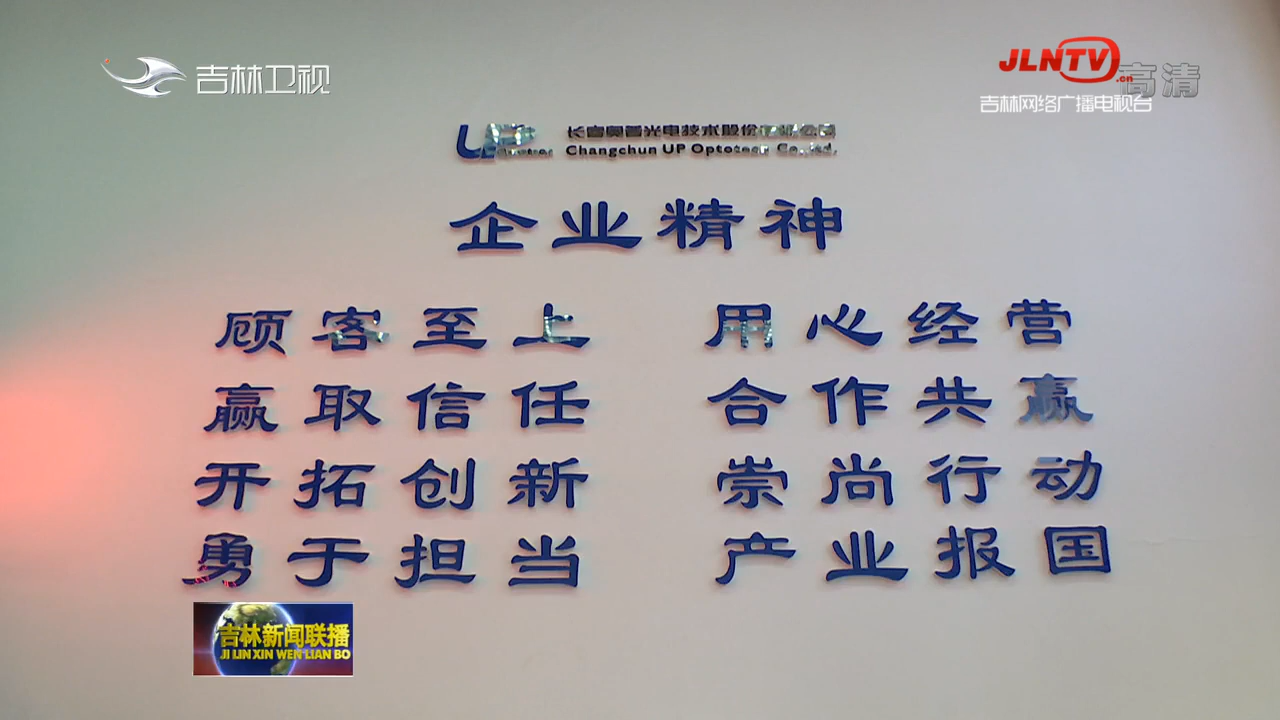 吉林卫视
JLNTV.cn
高清
吉林网络广播电视台
UP
长春奥普光电技术股份有限公司
Changchun UP Optotech Co.,Ltd.
企业精神
顾客至上 用心经营
赢取信任 合作共赢
开拓创新 崇尚行动
勇于担当 产业报国
吉林新闻联播
JI LIN XIN WEN LIAN BO